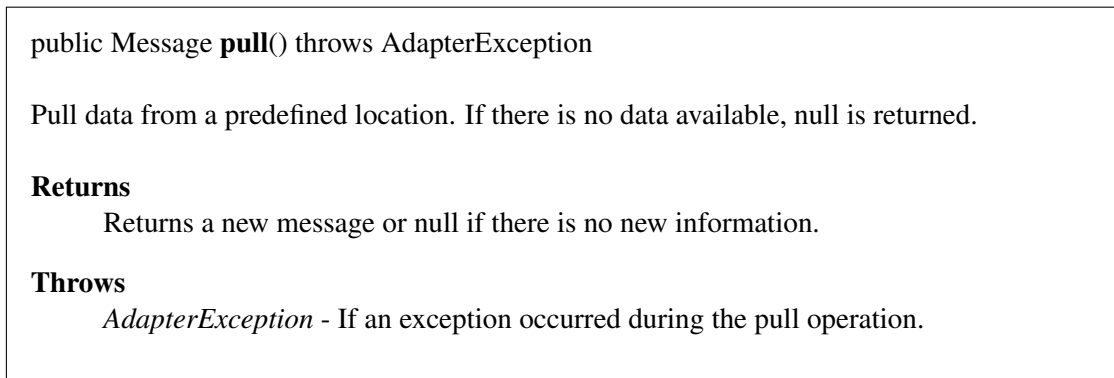 public Message pull() throws AdapterException
Pull data from a predefined location. If there is no data available, null is returned.
Returns
Returns a new message or null if there is no new information.
Throws
AdapterException - If an exception occurred during the pull operation.